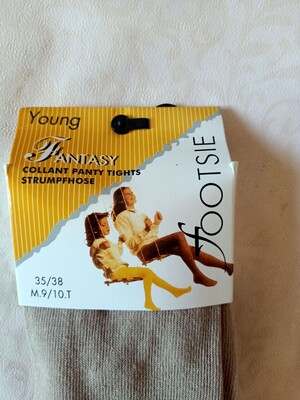 Young
FANTASY
COLLANT PANTY TIGHTS
STRUMPFHOSE
FOOTSIE
35/38
M.9/10.T